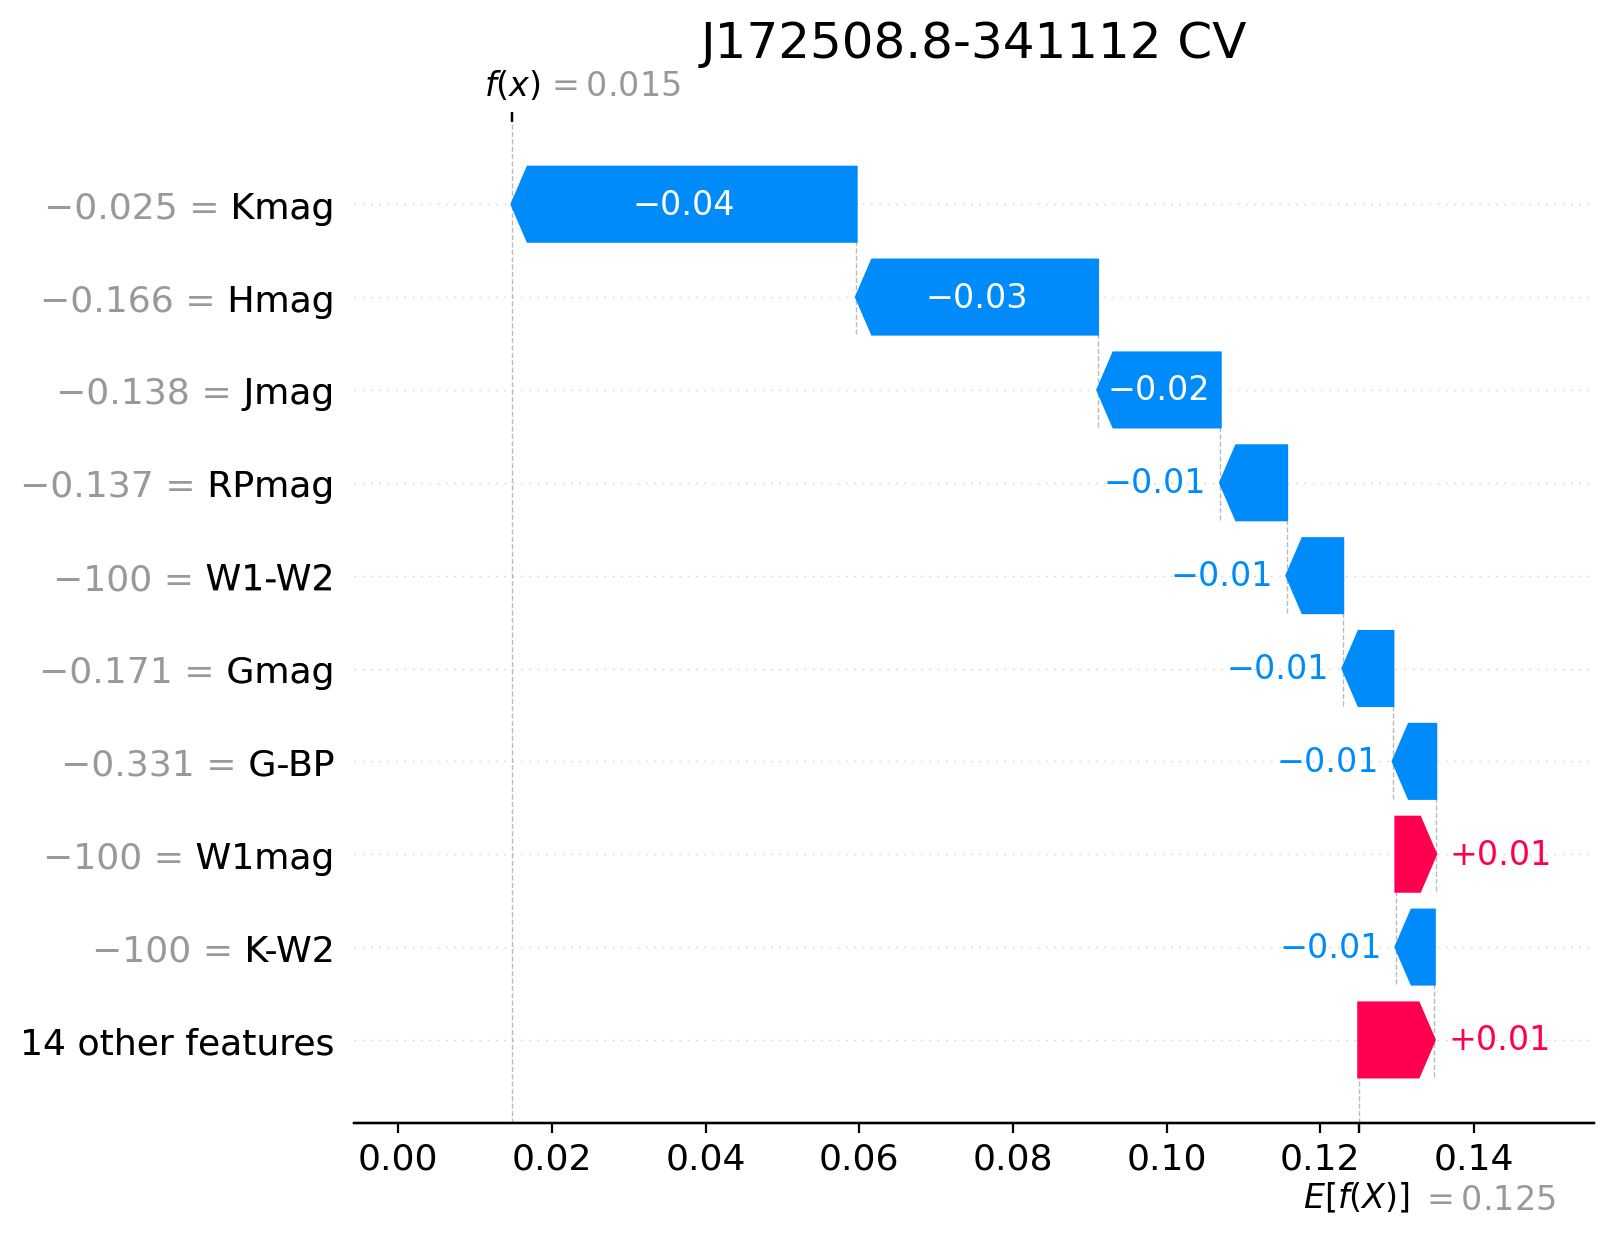 J172508.8-341112 CV
f(x) = 0.015
−0.025 = Kmag −0.04
−0.166 = Hmag −0.03
−0.138 = Jmag −0.02
−0.137 = RPmag −0.01
−100 = W1-W2 −0.01
−0.171 = Gmag −0.01
−0.331 = G-BP −0.01
−100 = W1mag +0.01
−100 = K-W2 −0.01
14 other features +0.01
0.00 0.02 0.04 0.06 0.08 0.10 0.12 0.14
E[f(X)] = 0.125